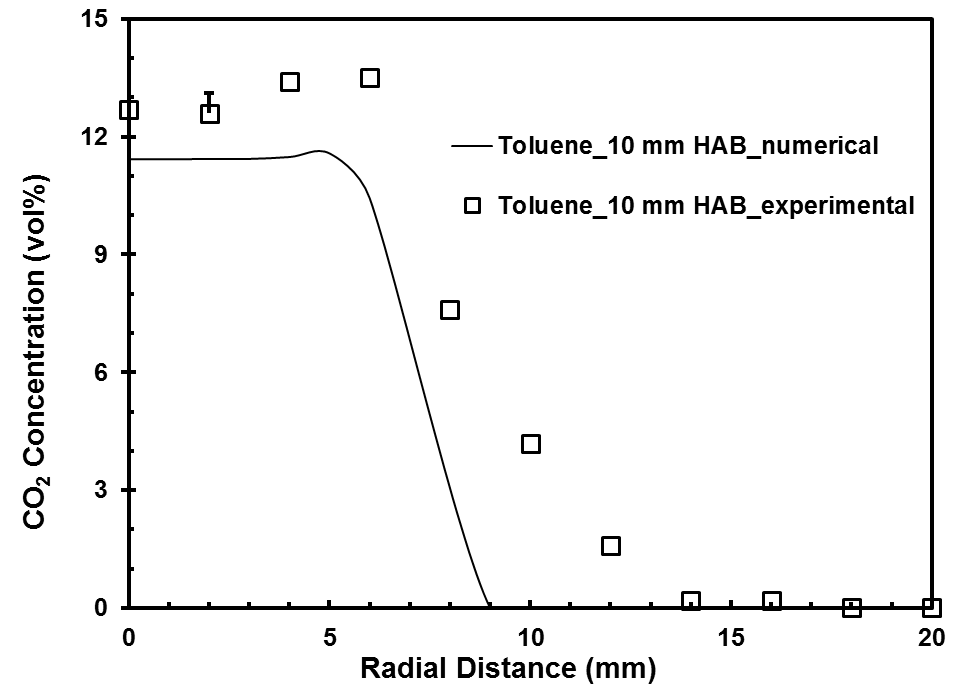 15
12
9
6
3
0
CO₂ Concentration (vol%)
Toluene_10 mm HAB_numerical
Toluene_10 mm HAB_experimental
0 5 10 15 20
Radial Distance (mm)